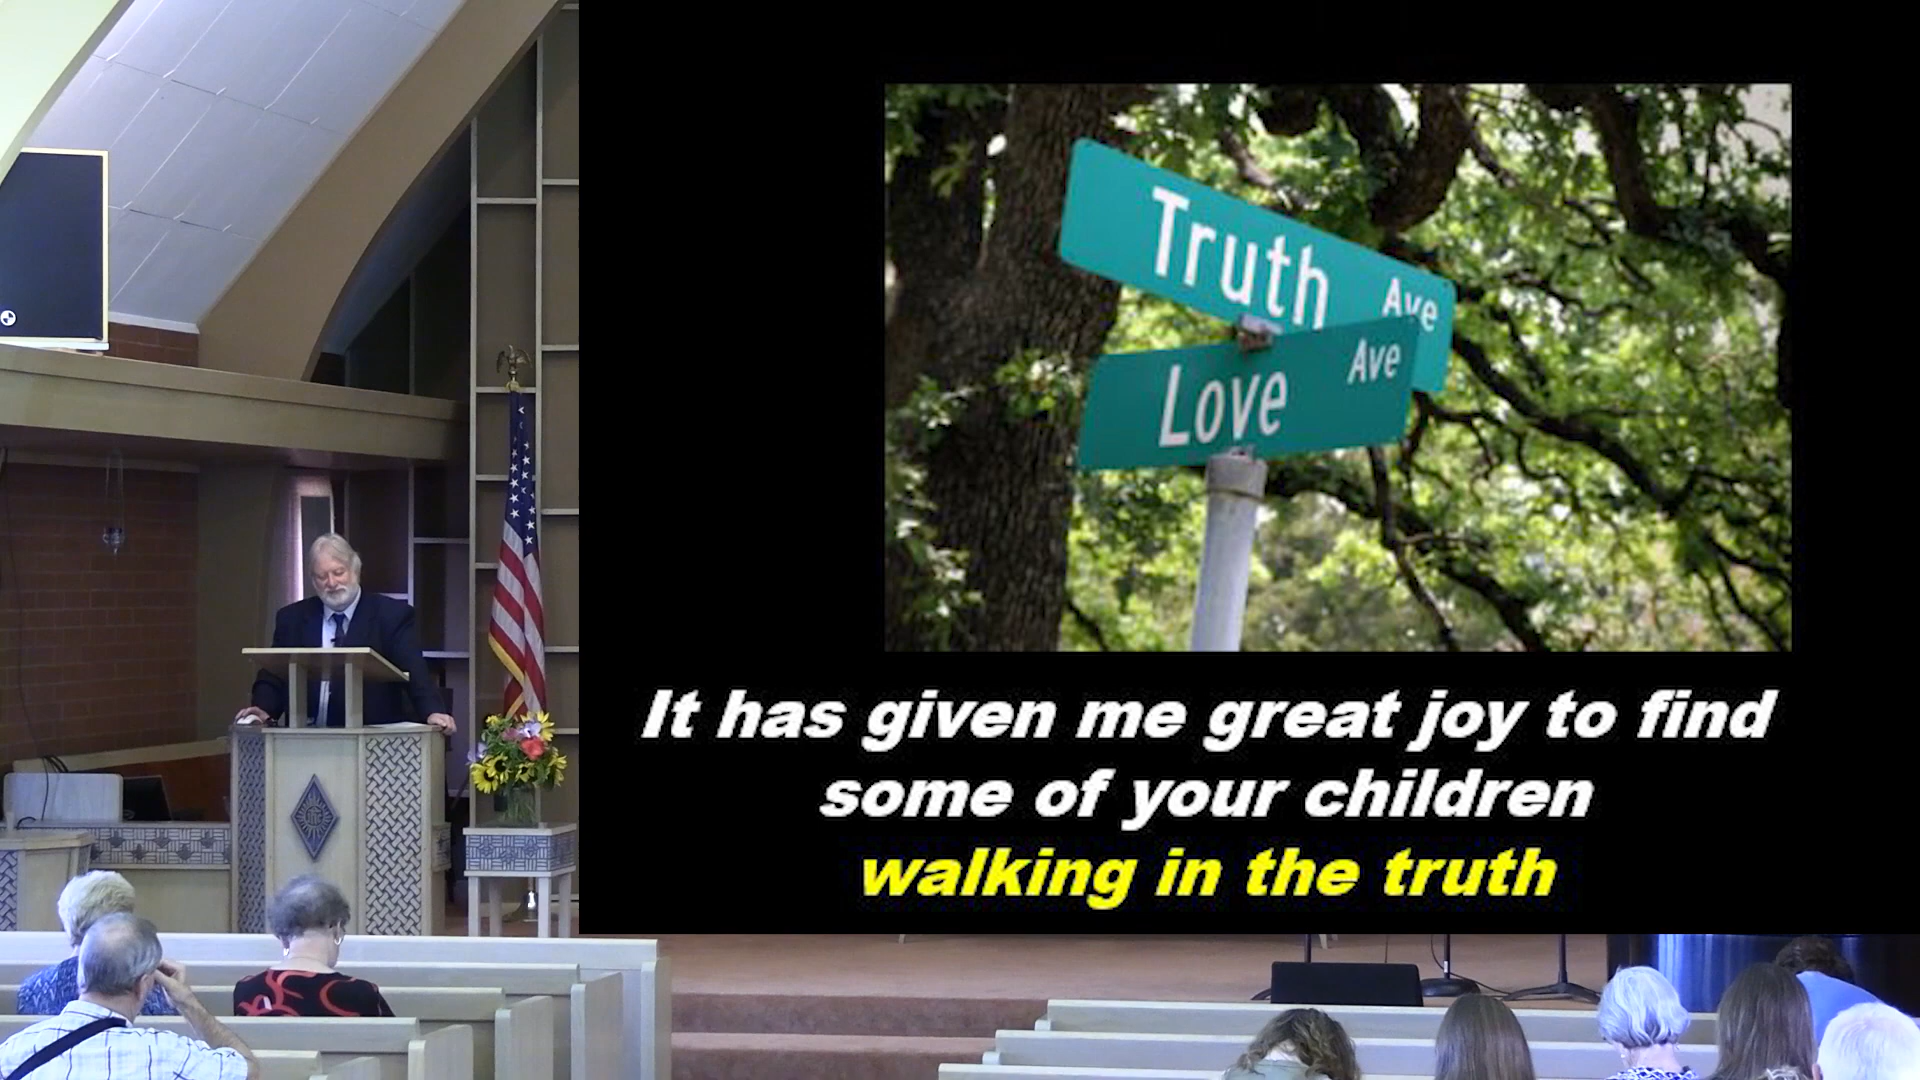 Truth Ave
Love Ave
It has given me great joy to find
some of your children
walking in the truth